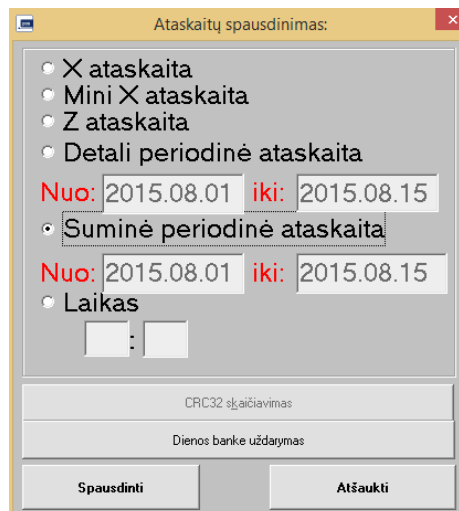 Ataskaitų spausdinimas:
X ataskaita
Mini X ataskaita
Z ataskaita
Detali periodinė ataskaita
Nuo: 2015.08.01 iki: 2015.08.15
Suminė periodinė ataskaita
Nuo: 2015.08.01 iki: 2015.08.15
Laikas
:
CRC32 skaičiavimas
Dienos banke uždarymas
Spausdinti Atšaukti